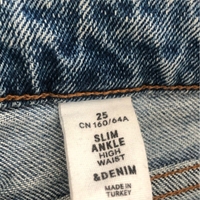 25
CN 160/64A
SLIM
ANKLE
HIGH
WAIST
&DENIM
MADE IN
TURKEY